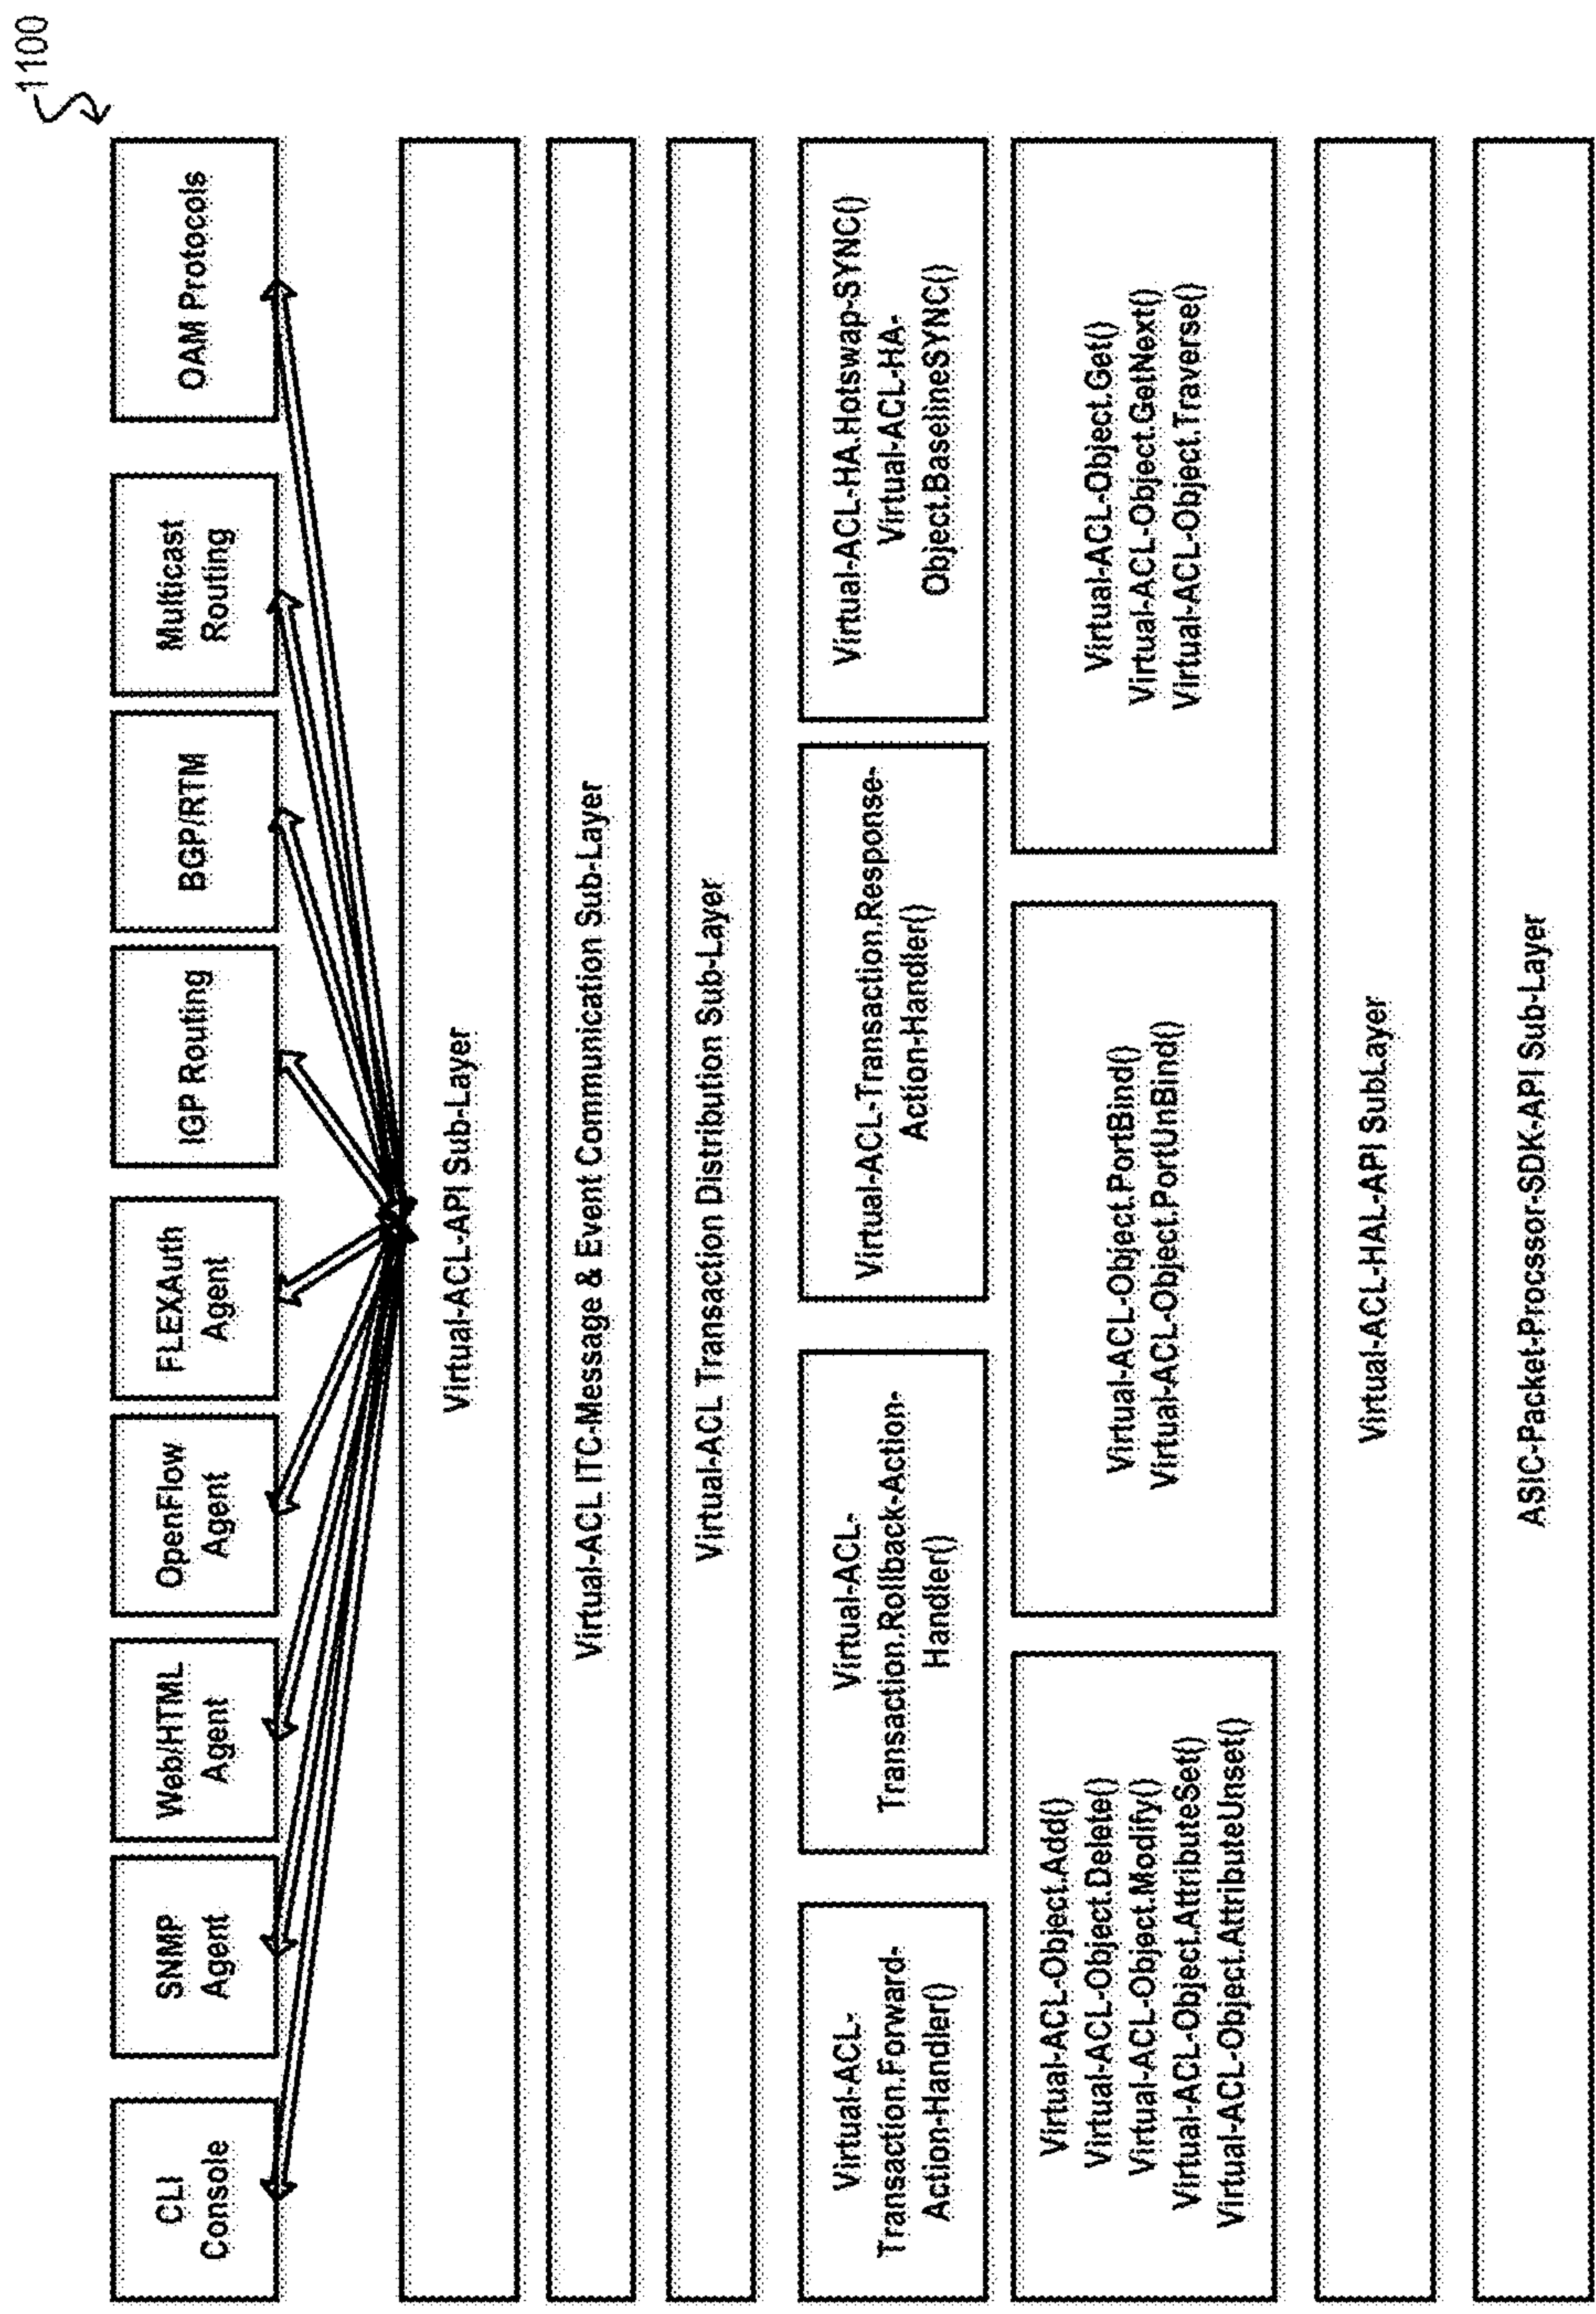 1100
CLI
Console
SNMP
Agent
Web/HTML
Agent
OpenFlow
Agent
FLEXAuth
Agent
IGP Routing
BGP/RTM
Multicast
Routing
OAM Protocols
Virtual-ACL-API Sub-Layer
Virtual-ACL ITC-Message & Event Communication Sub-Layer
Virtual-ACL Transaction Distribution Sub-Layer
Virtual-ACL-
Transaction.Forward-
Action-Handler()
Virtual-ACL-
Transaction.Rollback-Action-
Handler()
Virtual-ACL-Transaction.Response-
Action-Handler()
Virtual-ACL-HA.Hotswap-SYNC()
Virtual-ACL-HA-
Object.BaselineSYNC()
Virtual-ACL-Object.Add()
Virtual-ACL-Object.Delete()
Virtual-ACL-Object.Modify()
Virtual-ACL-Object.AttributeSet()
Virtual-ACL-Object.AttributeUnset()
Virtual-ACL-Object.PortBind()
Virtual-ACL-Object.PortUnBind()
Virtual-ACL-Object.Get()
Virtual-ACL-Object.GetNext()
Virtual-ACL-Object.Traverse()
Virtual-ACL-HAL-API SubLayer
ASIC-Packet-Procssor-SDK-API Sub-Layer